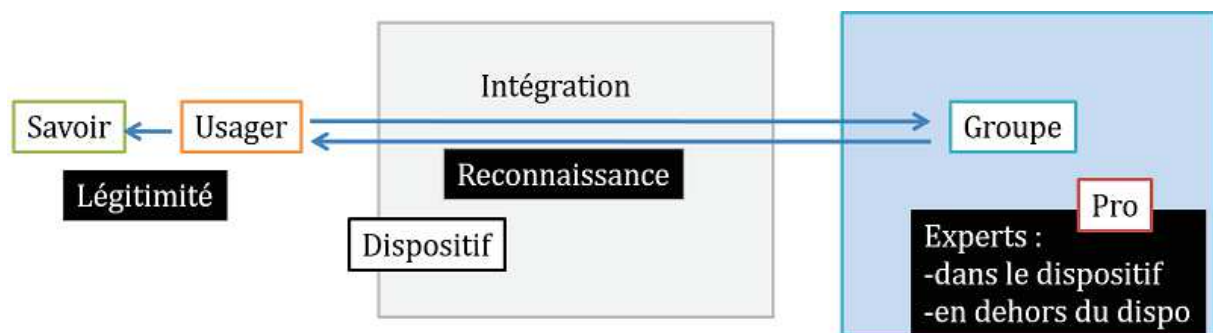 Intégration
Savoir
Usager
Groupe
Légitimité
Reconnaissance
Dispositif
Pro
Experts :
-dans le dispositif
-en dehors du dispo